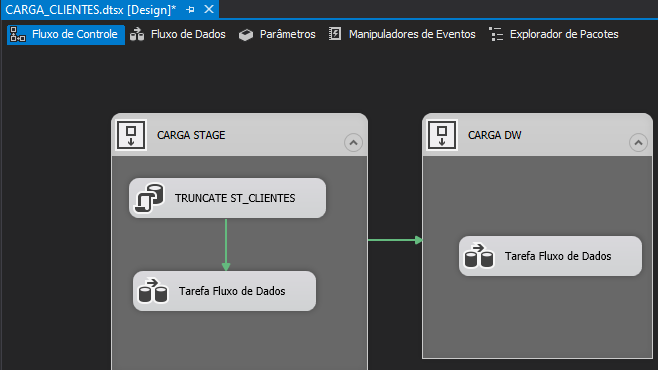 CARGA_CLIENTES.dtsx [Design]*
Fluxo de Controle Fluxo de Dados Parâmetros Manipuladores de Eventos Explorador de Pacotes
CARGA STAGE
TRUNCATE ST_CLIENTES
Tarefa Fluxo de Dados
CARGA DW
Tarefa Fluxo de Dados